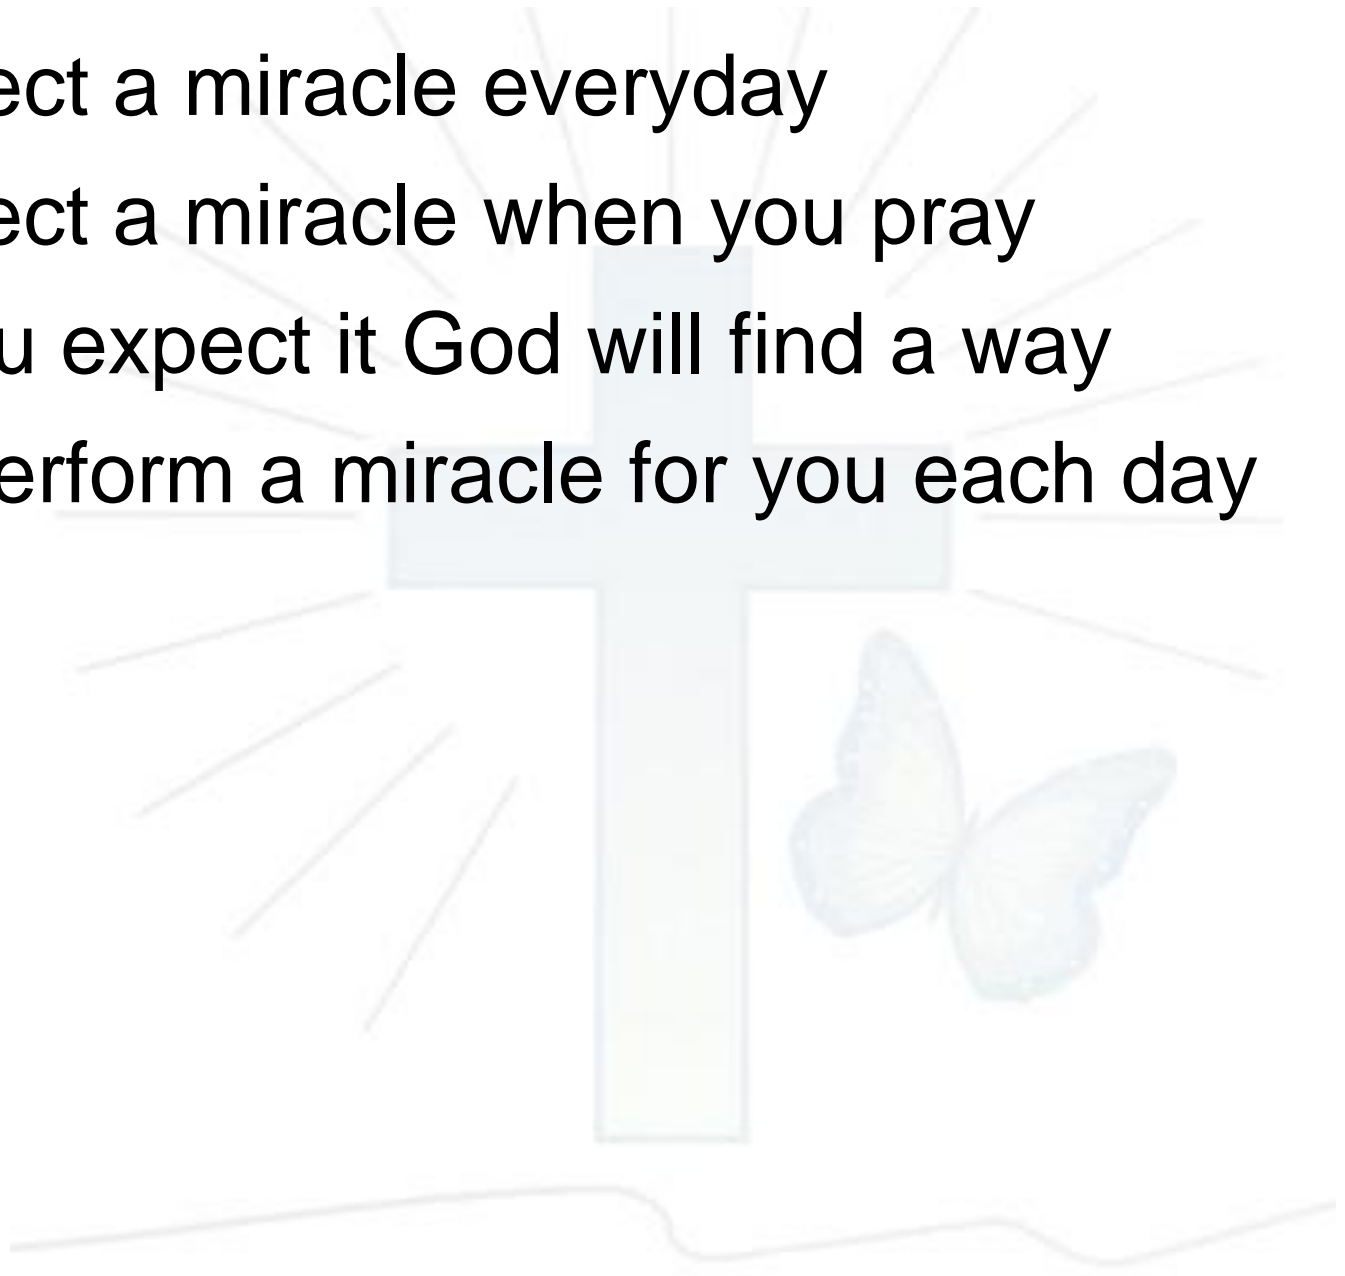 ect a miracle everyday
ect a miracle when you pray
u expect it God will find a way
erform a miracle for you each day